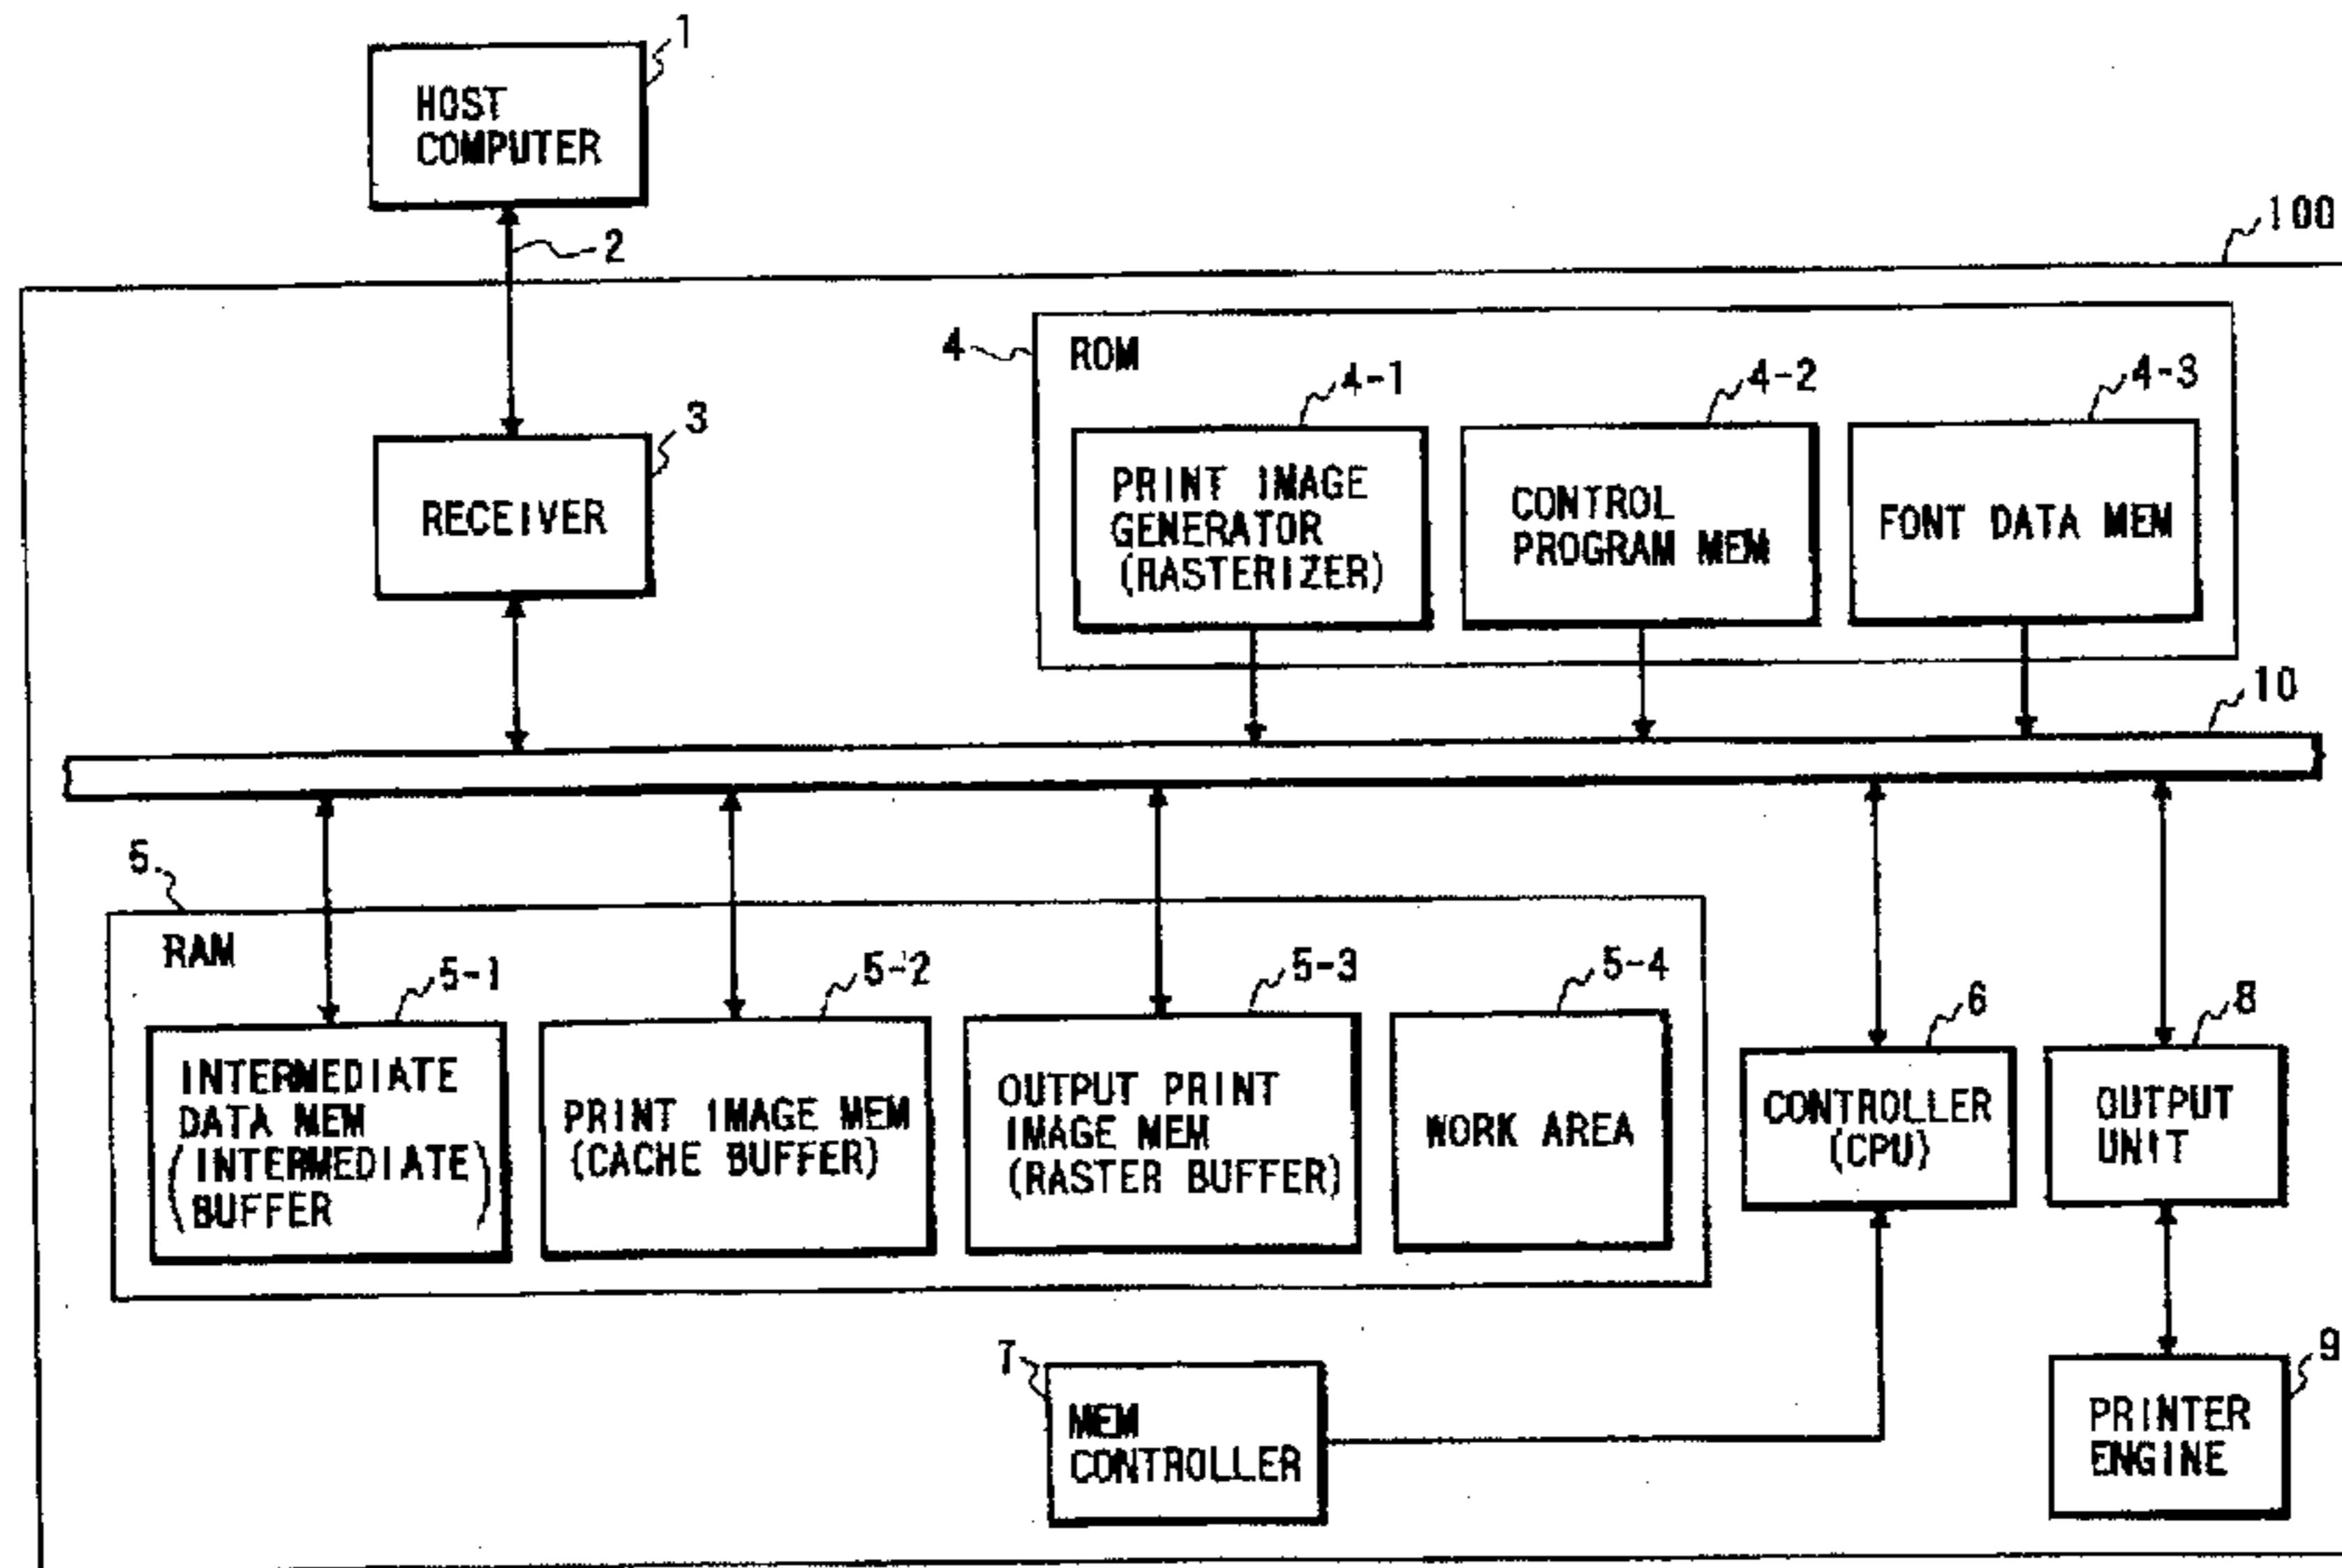 1
HOST
COMPUTER
2
100
4
ROM
4-1
4-2
4-3
3
RECEIVER
PRINT IMAGE
GENERATOR
(RASTERIZER)
CONTROL
PROGRAM MEM
FONT DATA MEM
10
5
RAM
5-1
5-2
5-3
5-4
6
8
INTERMEDIATE
DATA MEM
(INTERMEDIATE
BUFFER)
PRINT IMAGE MEM
(CACHE BUFFER)
OUTPUT PRINT
IMAGE MEM
(RASTER BUFFER)
WORK AREA
CONTROLLER
(CPU)
OUTPUT
UNIT
7
MEM
CONTROLLER
9
PRINTER
ENGINE